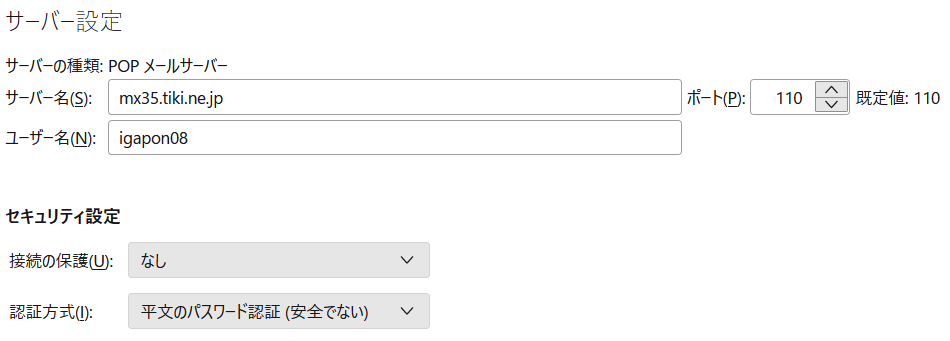 サーバー設定
サーバーの種類: POP メールサーバー
サーバー名(S): mx35.tiki.ne.jp ポート(P): 110 既定値: 110
ユーザー名(N): igapon08
セキュリティ設定
接続の保護(U): なし
認証方式(I): 平文のパスワード認証 (安全でない)